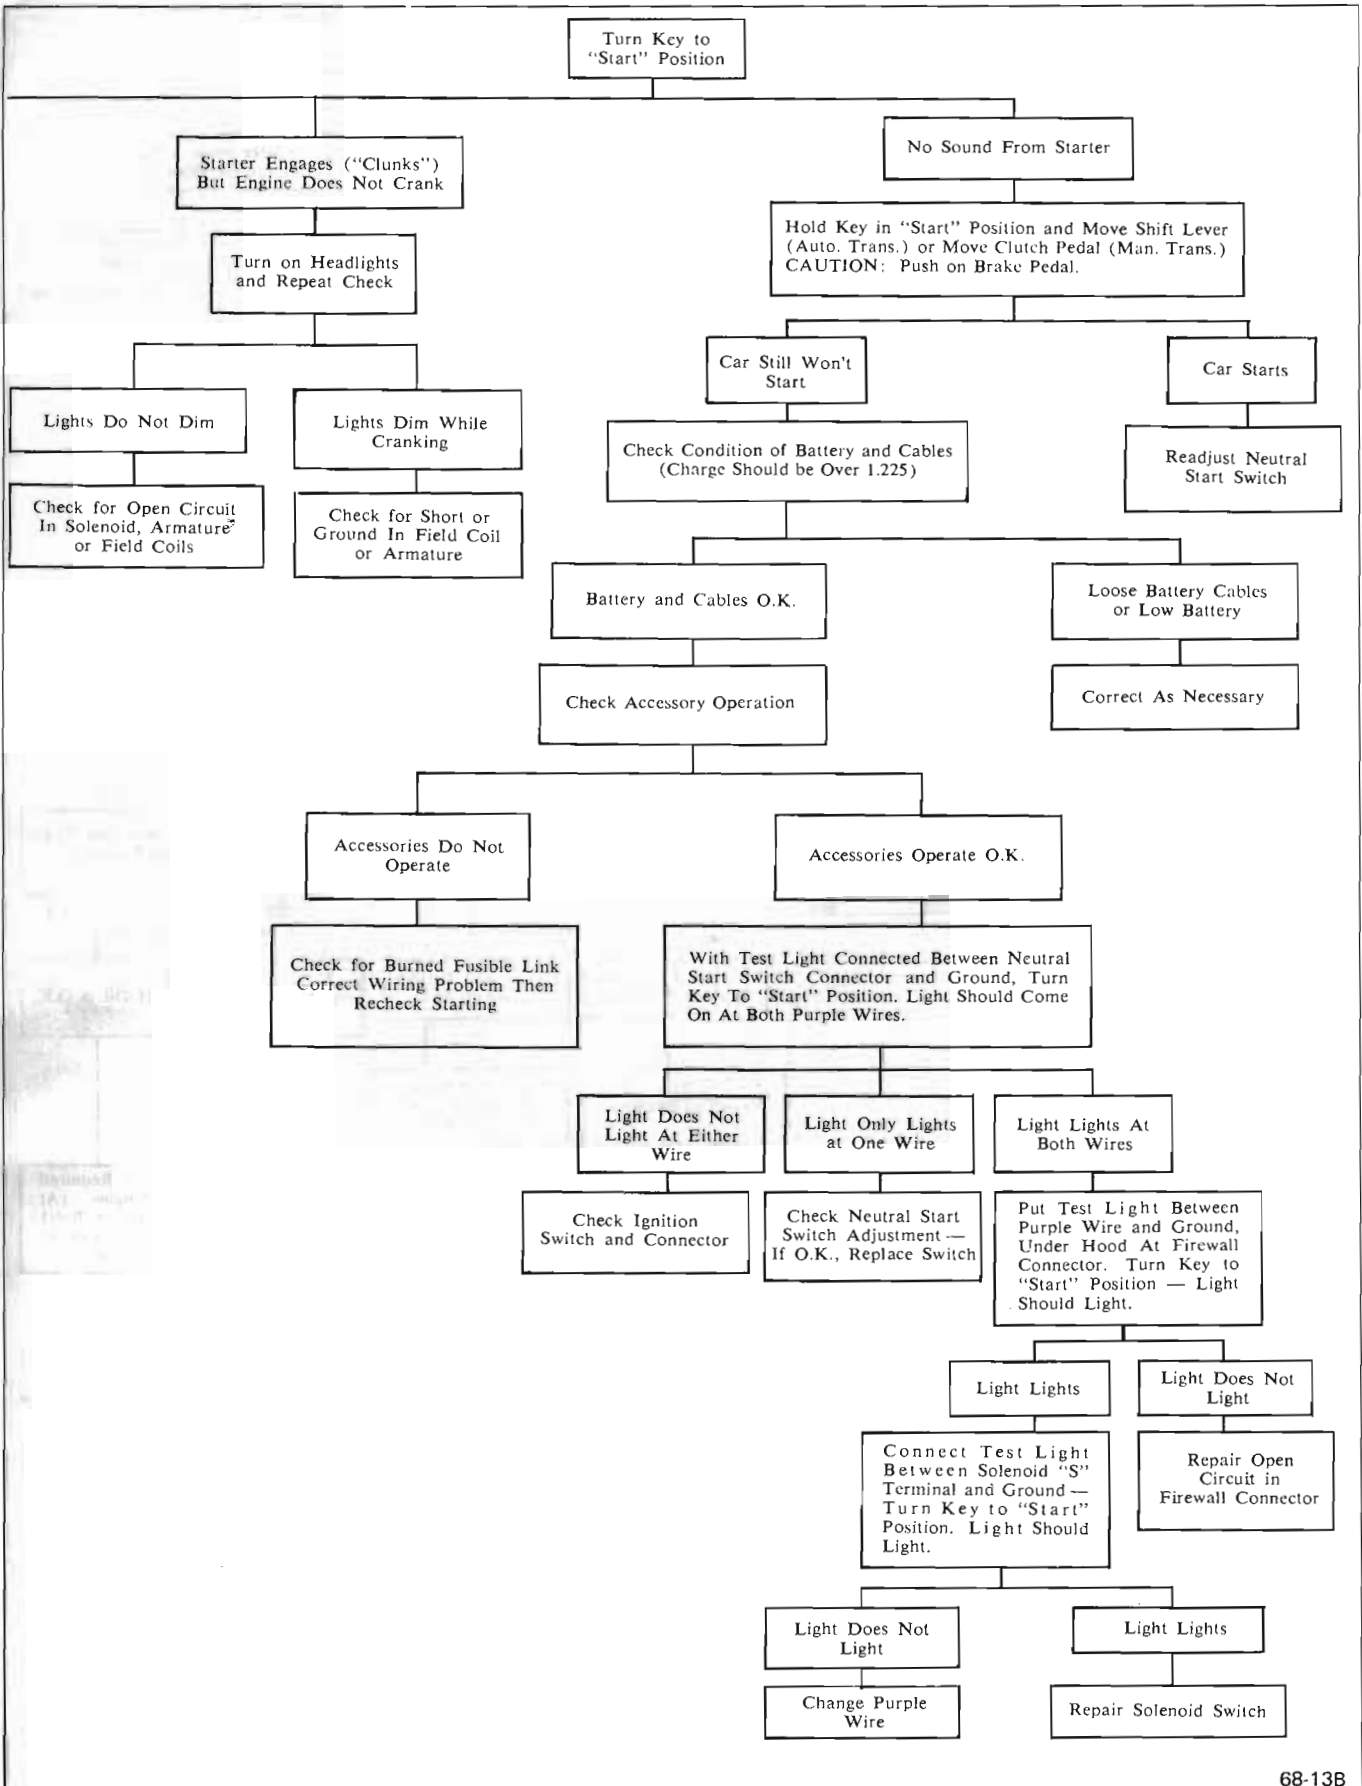 Turn Key to
"Start" Position
Starter Engages ("Clunks")
But Engine Does Not Crank
No Sound From Starter
Turn on Headlights
and Repeat Check
Hold Key in "Start" Position and Move Shift Lever
(Auto. Trans.) or Move Clutch Pedal (Man. Trans.)
CAUTION: Push on Brake Pedal.
Car Still Won't
Start
Car Starts
Lights Do Not Dim
Lights Dim While
Cranking
Check Condition of Battery and Cables
(Charge Should be Over 1.225)
Readjust Neutral
Start Switch
Check for Open Circuit
In Solenoid, Armature
or Field Coils
Check for Short or
Ground In Field Coil
or Armature
Battery and Cables O.K.
Loose Battery Cables
or Low Battery
Check Accessory Operation
Correct As Necessary
Accessories Do Not
Operate
Accessories Operate O.K.
Check for Burned Fusible Link
Correct Wiring Problem Then
Recheck Starting
With Test Light Connected Between Neutral
Start Switch Connector and Ground, Turn
Key To "Start" Position. Light Should Come
On At Both Purple Wires.
Light Does Not
Light At Either
Wire
Light Only Lights
at One Wire
Light Lights At
Both Wires
Check Ignition
Switch and Connector
Check Neutral Start
Switch Adjustment —
If O.K., Replace Switch
Put Test Light Between
Purple Wire and Ground,
Under Hood At Firewall
Connector. Turn Key to
"Start" Position — Light
Should Light.
Light Lights
Light Does Not
Light
Connect Test Light
Between Solenoid "S"
Terminal and Ground —
Turn Key to "Start"
Position. Light Should
Light.
Repair Open
Circuit in
Firewall Connector
Light Does Not
Light
Light Lights
Change Purple
Wire
Repair Solenoid Switch
68-13B